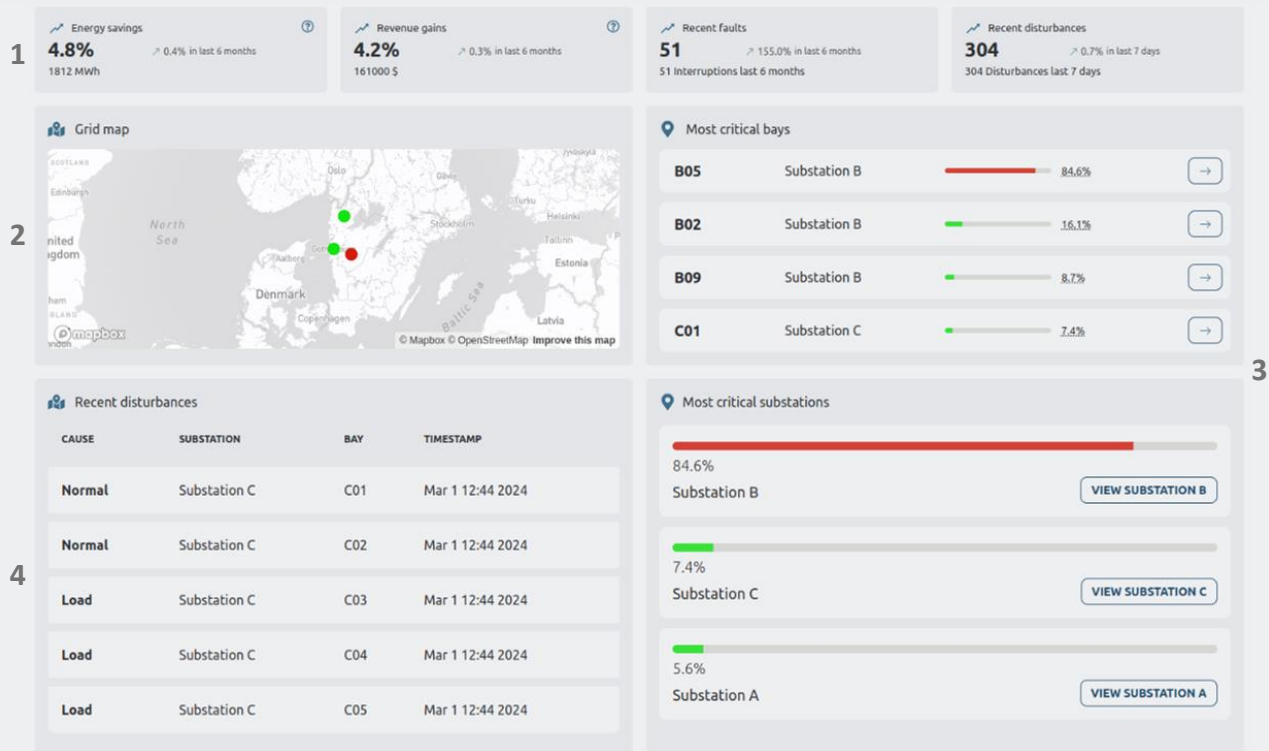 1
Energy savings
4.8% ↗ 0.4% in last 6 months
1812 MWh
Revenue gains
4.2% ↗ 0.3% in last 6 months
161000 $
Recent faults
51 ↗ 155.0% in last 6 months
51 Interruptions last 6 months
Recent disturbances
304 ↗ 0.7% in last 7 days
304 Disturbances last 7 days
2
Grid map
SCOTLAND
Edinburgh
North
Sea
nited
gdom
ham
GLAND
ondon
Oslo
Gävle
Jyväskylä
Turku
Helsinki
Stockholm
Tallinn
Estonia
Aalborg
Denmark
Copenhagen
Baltic Sea
Latvia
mapbox
© Mapbox © OpenStreetMap Improve this map
Most critical bays
B05 Substation B 84.6% →
B02 Substation B 16.1% →
B09 Substation B 8.7% →
C01 Substation C 7.4% →
3
4
Recent disturbances
CAUSE SUBSTATION BAY TIMESTAMP
Normal Substation C C01 Mar 1 12:44 2024
Normal Substation C C02 Mar 1 12:44 2024
Load Substation C C03 Mar 1 12:44 2024
Load Substation C C04 Mar 1 12:44 2024
Load Substation C C05 Mar 1 12:44 2024
Most critical substations
84.6%
Substation B VIEW SUBSTATION B
7.4%
Substation C VIEW SUBSTATION C
5.6%
Substation A VIEW SUBSTATION A